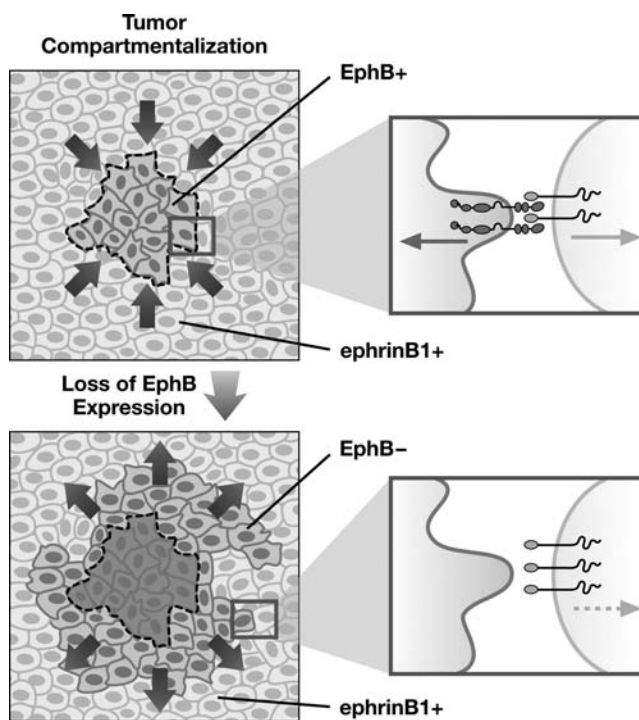 Tumor
Compartmentalization
EphB+
ephrinB1+
Loss of EphB
Expression
EphB–
ephrinB1+